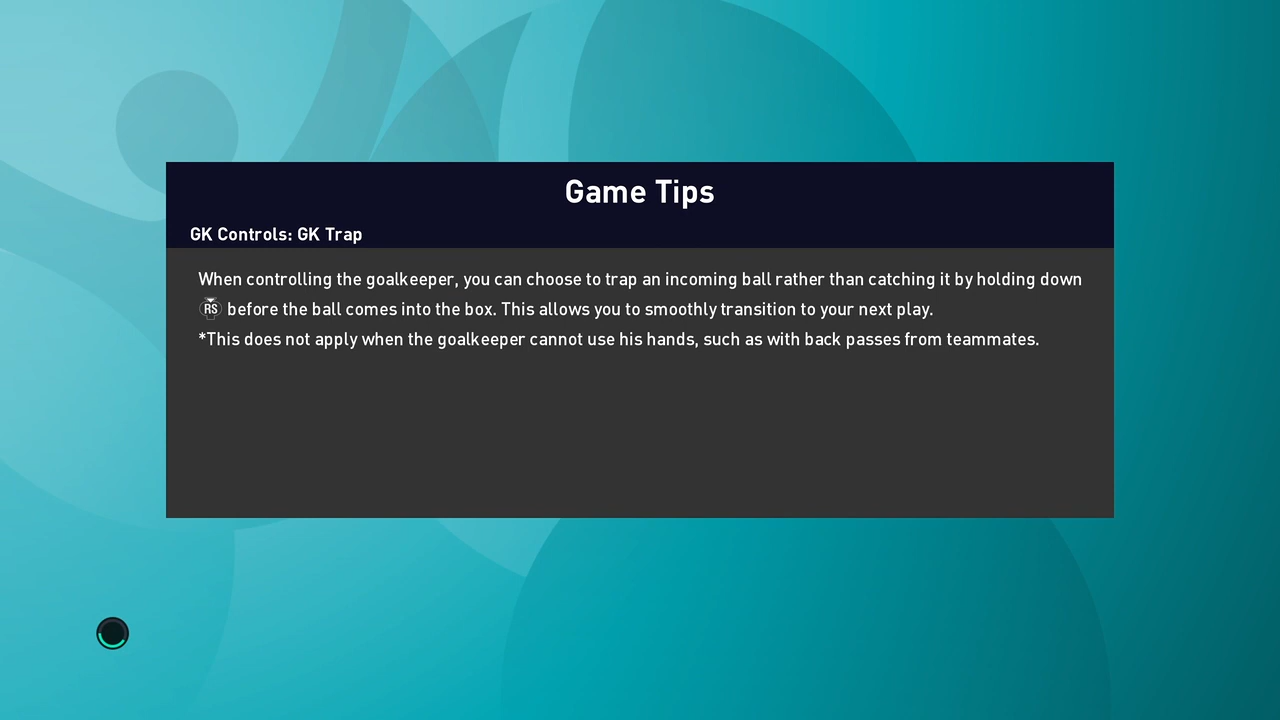 Game Tips
GK Controls: GK Trap
When controlling the goalkeeper, you can choose to trap an incoming ball rather than catching it by holding down
RS before the ball comes into the box. This allows you to smoothly transition to your next play.
*This does not apply when the goalkeeper cannot use his hands, such as with back passes from teammates.